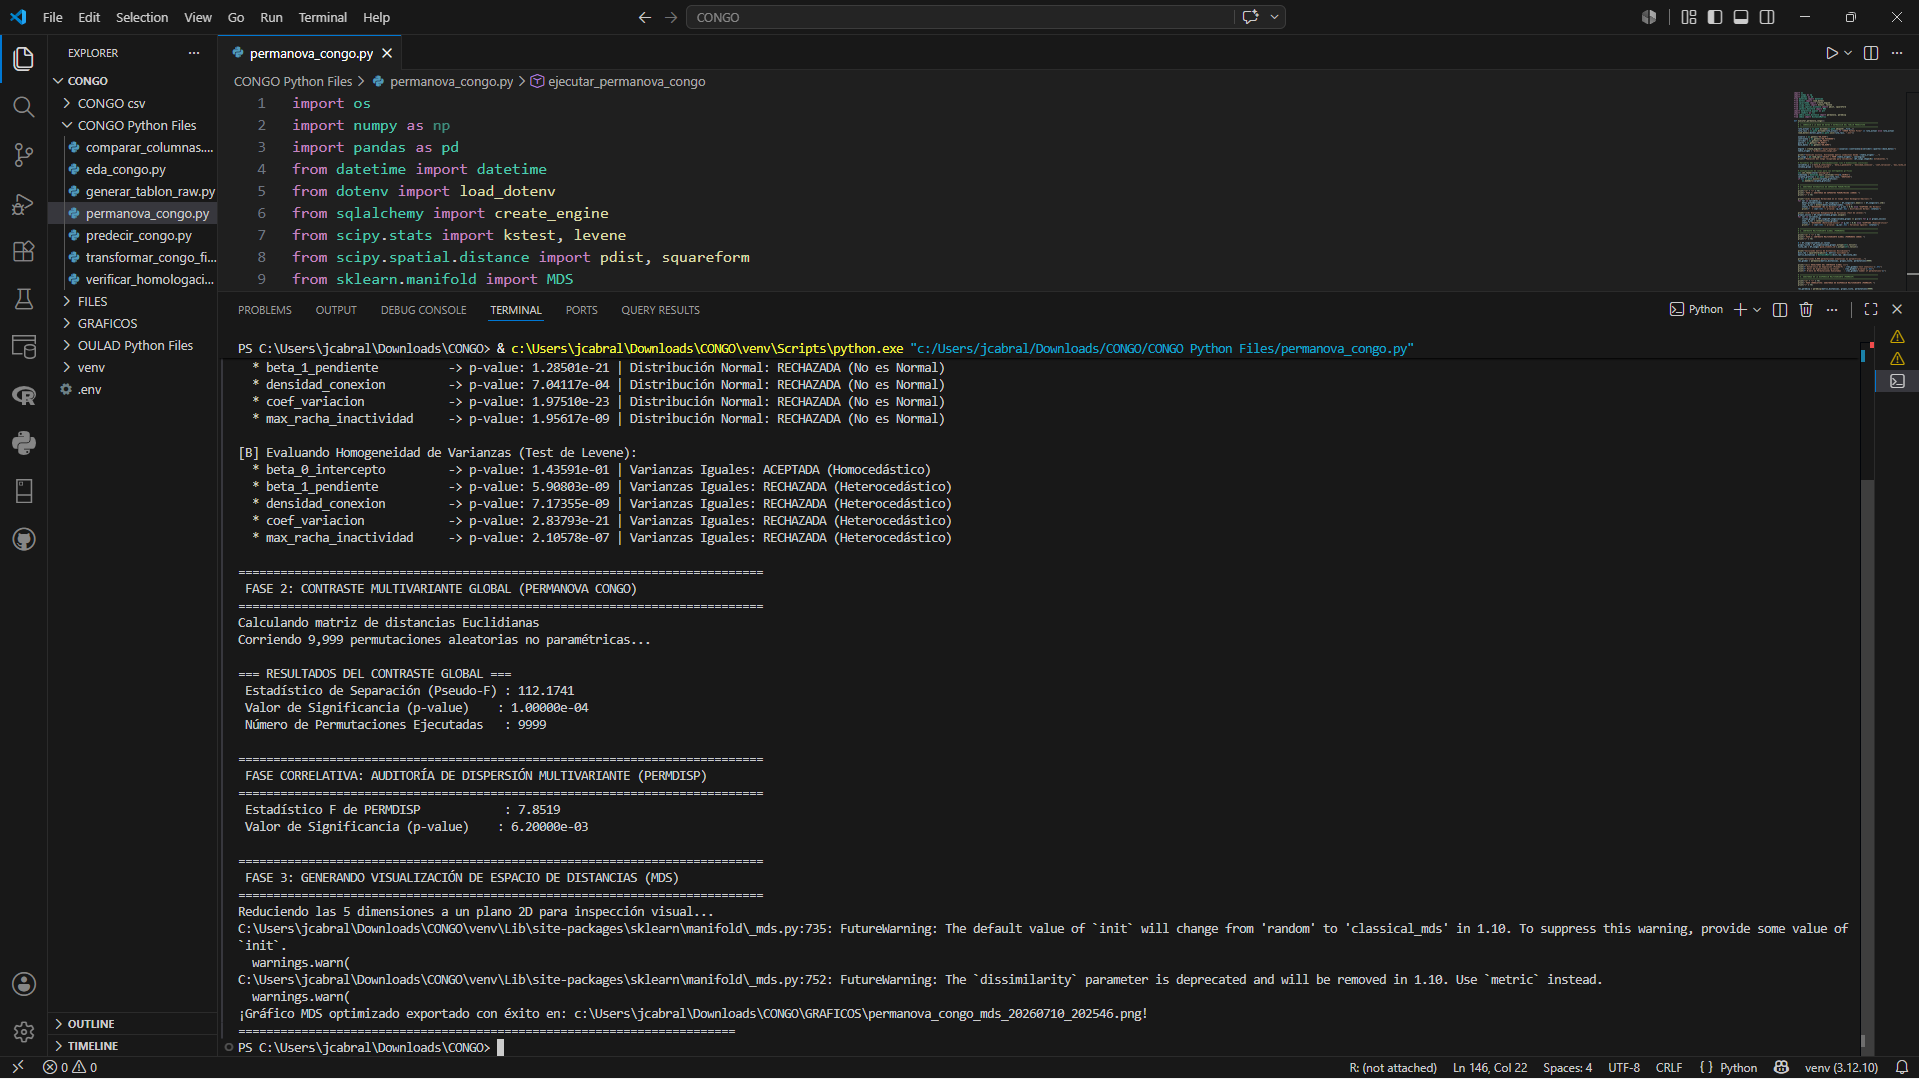 File Edit Selection View Go Run Terminal Help
CONGO
EXPLORER
CONGO
CONGO csv
CONGO Python Files
comparar_columnas....
eda_congo.py
generar_tablon_raw.py
permanova_congo.py
predecir_congo.py
transformar_congo_fi...
verificar_homologaci...
FILES
GRAFICOS
OULAD Python Files
venv
.env
OUTLINE
TIMELINE
permanova_congo.py
CONGO Python Files > permanova_congo.py > ejecutar_permanova_congo
1 import os
2 import numpy as np
3 import pandas as pd
4 from datetime import datetime
5 from dotenv import load_dotenv
6 from sqlalchemy import create_engine
7 from scipy.stats import kstest, levene
8 from scipy.spatial.distance import pdist, squareform
9 from sklearn.manifold import MDS
PROBLEMS OUTPUT DEBUG CONSOLE TERMINAL PORTS QUERY RESULTS
Python
PS C:\Users\jcabral\Downloads\CONGO> & c:\Users\jcabral\Downloads\CONGO\venv\Scripts\python.exe "c:/Users/jcabral/Downloads/CONGO/CONGO Python Files/permanova_congo.py"
* beta_1_pendiente -> p-value: 1.28501e-21 | Distribución Normal: RECHAZADA (No es Normal)
* densidad_conexion -> p-value: 7.04117e-04 | Distribución Normal: RECHAZADA (No es Normal)
* coef_variacion -> p-value: 1.97510e-23 | Distribución Normal: RECHAZADA (No es Normal)
* max_racha_inactividad -> p-value: 1.95617e-09 | Distribución Normal: RECHAZADA (No es Normal)
[B] Evaluando Homogeneidad de Varianzas (Test de Levene):
* beta_0_intercepto -> p-value: 1.43591e-01 | Varianzas Iguales: ACEPTADA (Homocedástico)
* beta_1_pendiente -> p-value: 5.90803e-09 | Varianzas Iguales: RECHAZADA (Heterocedástico)
* densidad_conexion -> p-value: 7.17355e-09 | Varianzas Iguales: RECHAZADA (Heterocedástico)
* coef_variacion -> p-value: 2.83793e-21 | Varianzas Iguales: RECHAZADA (Heterocedástico)
* max_racha_inactividad -> p-value: 2.10578e-07 | Varianzas Iguales: RECHAZADA (Heterocedástico)
===========================================================================
FASE 2: CONTRASTE MULTIVARIANTE GLOBAL (PERMANOVA CONGO)
===========================================================================
Calculando matriz de distancias Euclidianas
Corriendo 9,999 permutaciones aleatorias no paramétricas...
=== RESULTADOS DEL CONTRASTE GLOBAL ===
Estadístico de Separación (Pseudo-F) : 112.1741
Valor de Significancia (p-value) : 1.00000e-04
Número de Permutaciones Ejecutadas : 9999
===========================================================================
FASE CORRELATIVA: AUDITORÍA DE DISPERSIÓN MULTIVARIANTE (PERMDISP)
===========================================================================
Estadístico F de PERMDISP : 7.8519
Valor de Significancia (p-value) : 6.20000e-03
===========================================================================
FASE 3: GENERANDO VISUALIZACIÓN DE ESPACIO DE DISTANCIAS (MDS)
===========================================================================
Reduciendo las 5 dimensiones a un plano 2D para inspección visual...
C:\Users\jcabral\Downloads\CONGO\venv\Lib\site-packages\sklearn\manifold\_mds.py:735: FutureWarning: The default value of `init` will change from 'random' to 'classical_mds' in 1.10. To suppress this warning, provide some value of
`init`.
warnings.warn(
C:\Users\jcabral\Downloads\CONGO\venv\Lib\site-packages\sklearn\manifold\_mds.py:752: FutureWarning: The `dissimilarity` parameter is deprecated and will be removed in 1.10. Use `metric` instead.
warnings.warn(
¡Gráfico MDS optimizado exportado con éxito en: c:\Users\jcabral\Downloads\CONGO\GRAFICOS\permanova_congo_mds_20260710_202546.png!
=======================================================================
PS C:\Users\jcabral\Downloads\CONGO>
0 0 R: (not attached) Ln 146, Col 22 Spaces: 4 UTF-8 CRLF { } Python venv (3.12.10)